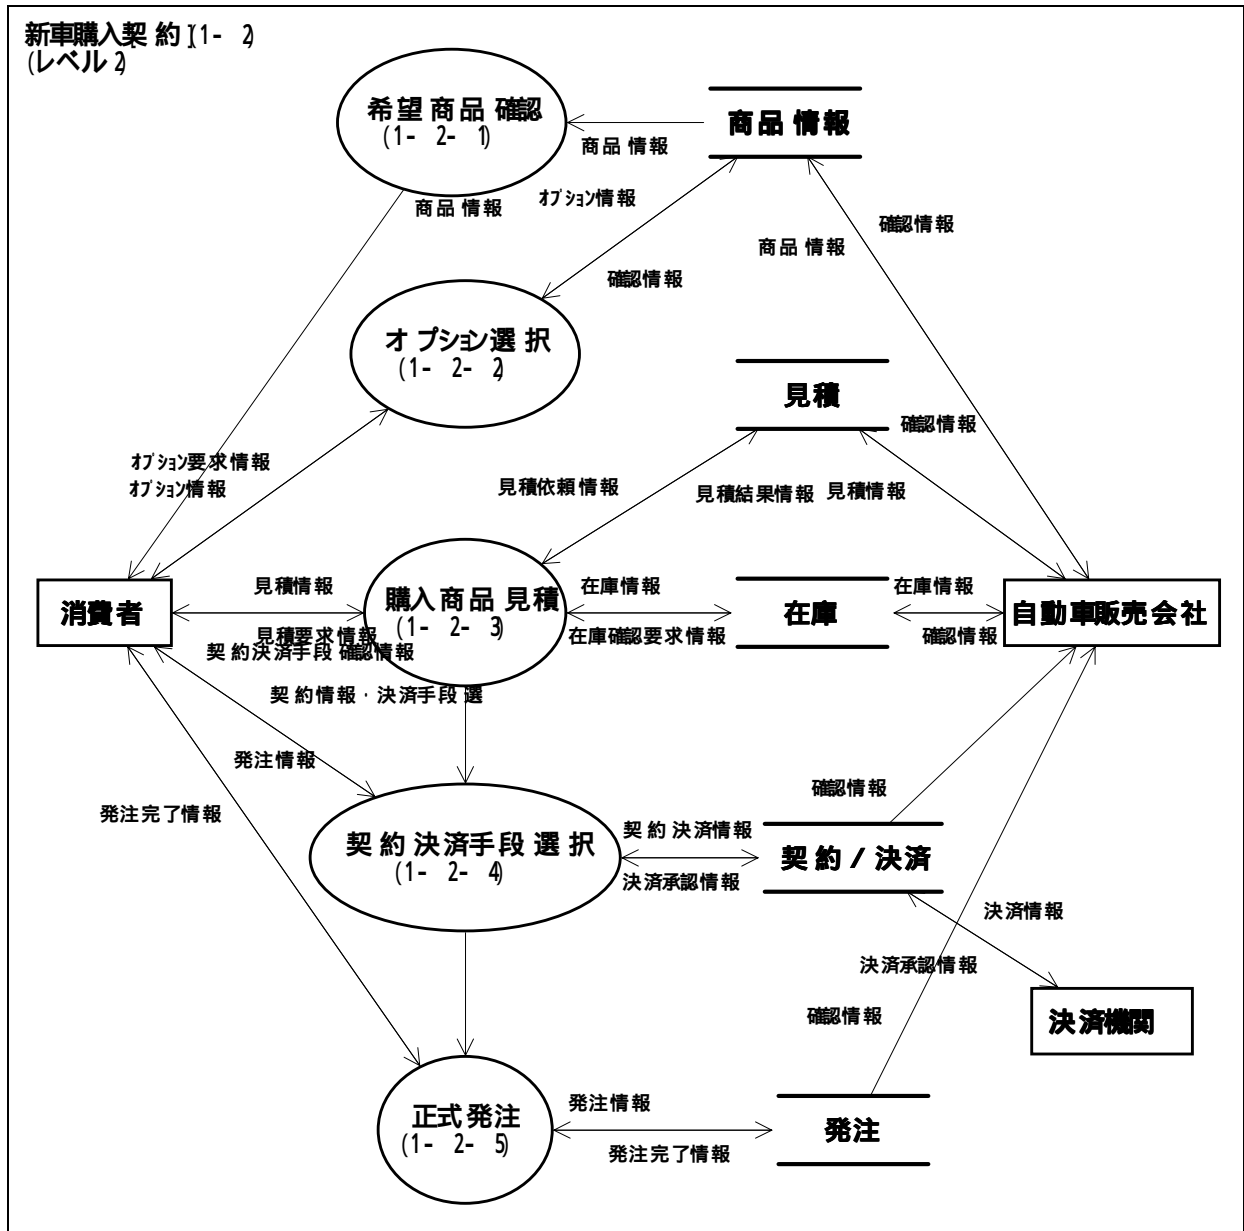 新車購入[契約](1-2)
(レベル2)
希望商品確認
(1-2-1)
商品情報
商品情報
商品情報
オプション情報
確認情報
商品情報
確認情報
オプション選択
(1-2-2)
見積
確認情報
オプション要求情報
オプション情報
見積依頼情報
見積結果情報
見積情報
消費者
見積情報
見積要求情報
購入商品見積
(1-2-3)
在庫情報
在庫確認要求情報
在庫
在庫情報
確認情報
自動車販売会社
契約決済手段確認情報
契約情報・決済手段選
発注情報
発注完了情報
確認情報
契約決済手段選択
(1-2-4)
契約決済情報
決済承認情報
契約/決済
決済情報
決済承認情報
確認情報
決済機関
正式発注
(1-2-5)
発注情報
発注完了情報
発注